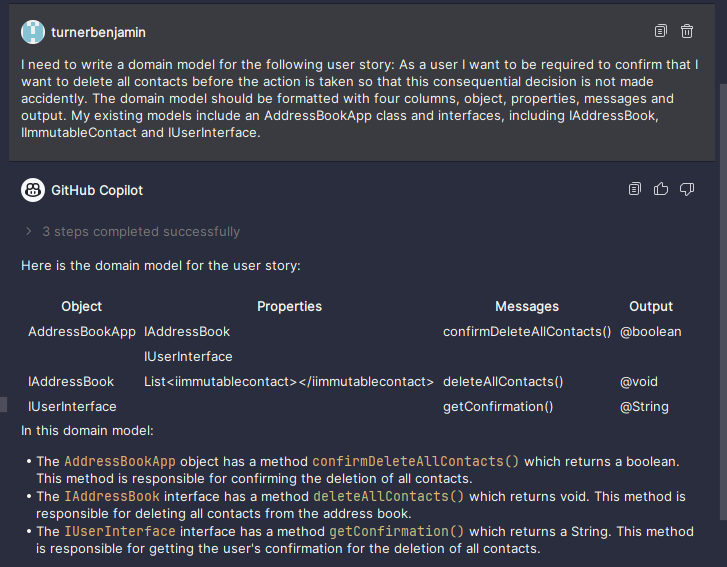 turnerbenjamin
I need to write a domain model for the following user story: As a user I want to be required to confirm that I
want to delete all contacts before the action is taken so that this consequential decision is not made
accidently. The domain model should be formatted with four columns, object, properties, messages and
output. My existing models include an AddressBookApp class and interfaces, including IAddressBook,
IImmutableContact and IUserInterface.
GitHub Copilot
3 steps completed successfully
Here is the domain model for the user story:
Object Properties Messages Output
AddressBookApp IAddressBook confirmDeleteAllContacts() @boolean
IUserInterface
IAddressBook List<iimmutablecontact></iimmutablecontact> deleteAllContacts() @void
IUserInterface getConfirmation() @String
In this domain model:
• The AddressBookApp object has a method confirmDeleteAllContacts() which returns a boolean.
This method is responsible for confirming the deletion of all contacts.
• The IAddressBook interface has a method deleteAllContacts() which returns void. This method is
responsible for deleting all contacts from the address book.
• The IUserInterface interface has a method getConfirmation() which returns a String. This method
is responsible for getting the user's confirmation for the deletion of all contacts.